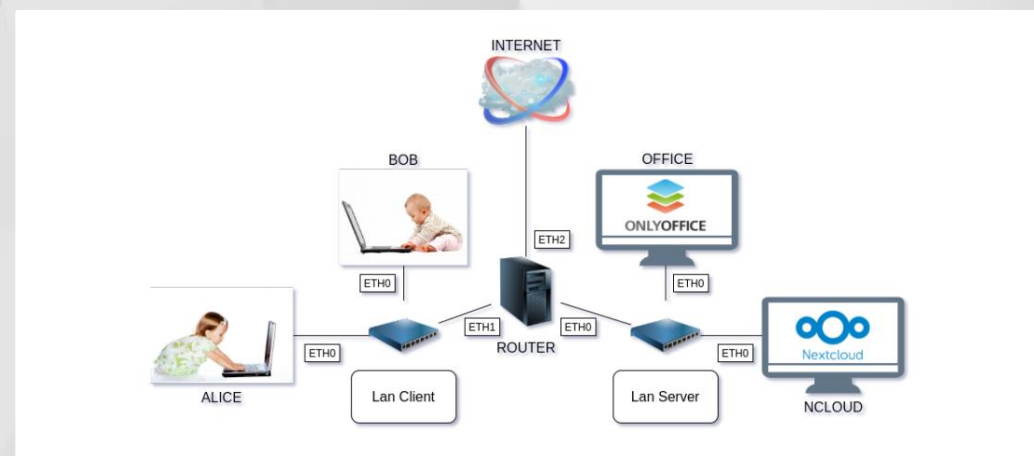 INTERNET
BOB
OFFICE
ONLYOFFICE
ETH2
ETH0
ETH0
ETH1
ETH0
ROUTER
ETH0
ETH0
Nextcloud
ALICE
Lan Client
Lan Server
NCLOUD